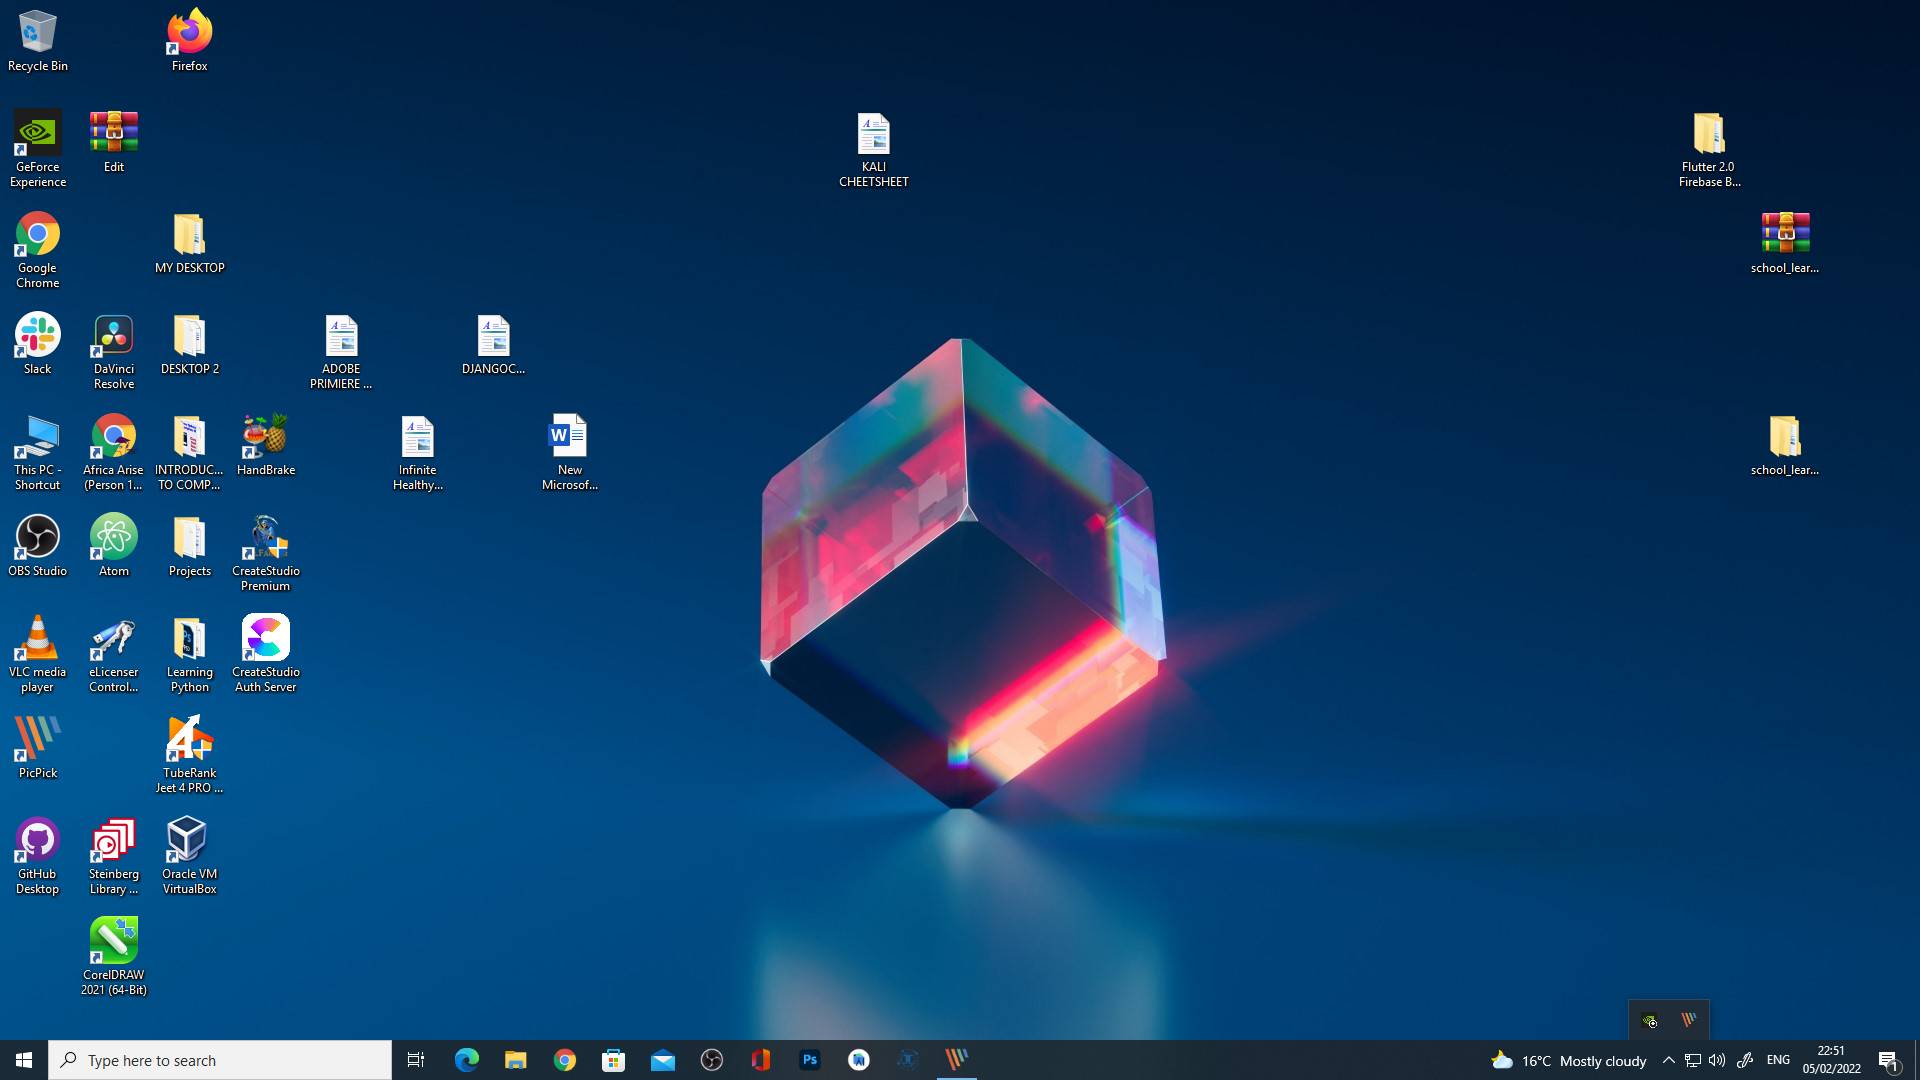 Recycle Bin
Firefox
GeForce
Experience
Edit
KALI
CHEETSHEET
Flutter 2.0
Firebase B...
Google
Chrome
MY DESKTOP
school_lear...
Slack
DaVinci
Resolve
DESKTOP 2
ADOBE
PRIMIERE ...
DJANGOC...
This PC -
Shortcut
Africa Arise
(Person 1...
INTRODUC...
TO COMP...
HandBrake
Infinite
Healthy...
W
New
Microsof...
school_lear...
OBS Studio
Atom
Projects
CreateStudio
Premium
VLC media
player
eLicenser
Control...
Learning
Python
CreateStudio
Auth Server
PicPick
TubeRank
Jeet 4 PRO ...
GitHub
Desktop
Steinberg
Library ...
Oracle VM
VirtualBox
CorelDRAW
2021 (64-Bit)
Type here to search
Ps
16°C Mostly cloudy
ENG
22:51
05/02/2022
1